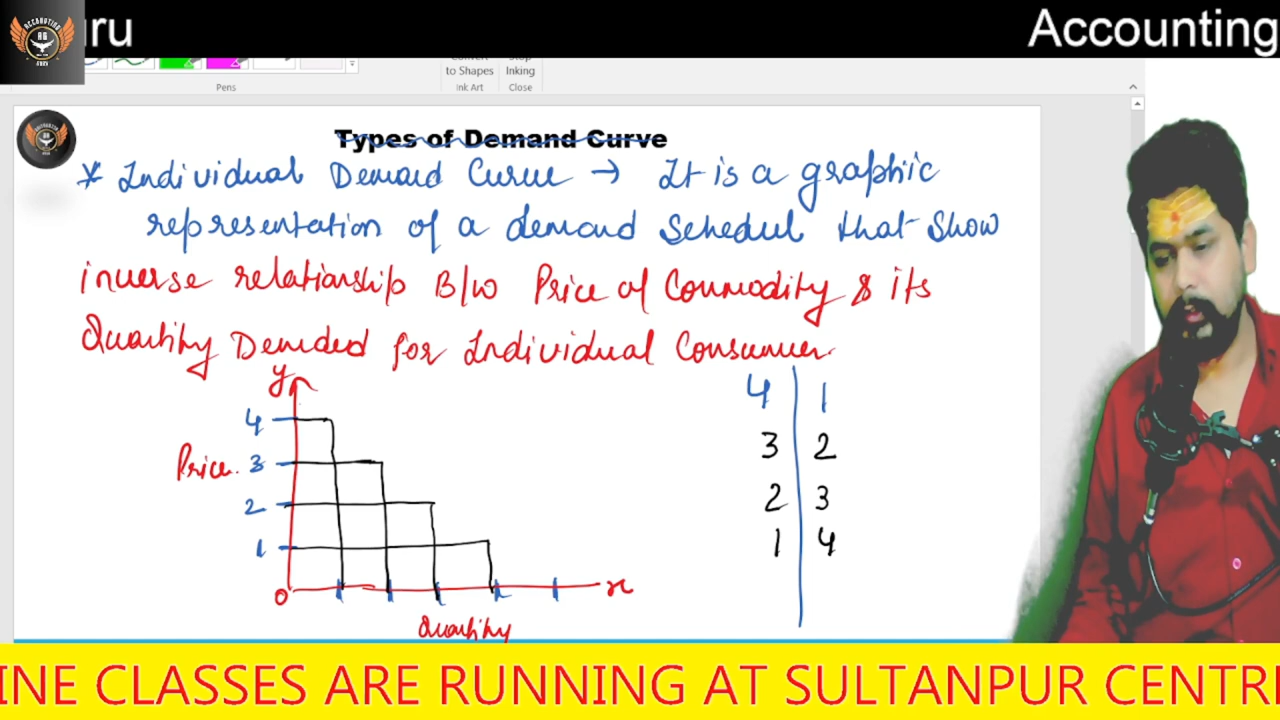 ru
Accounting
Convert
to Shapes
Stop
Inking
Pens
Ink Art
Close
Types of Demand Curve
* Individual Demand Curve → It is a graphic
representation of a demand Schedul that Show
inverse relationship B/w Price of Commodity & its
Quantity Demded for Individual Consumer.
y
4
Price. 3
2
1
0
x
Quantity
4 1
3 2
2 3
1 4
INE CLASSES ARE RUNNING AT SULTANPUR CENTR